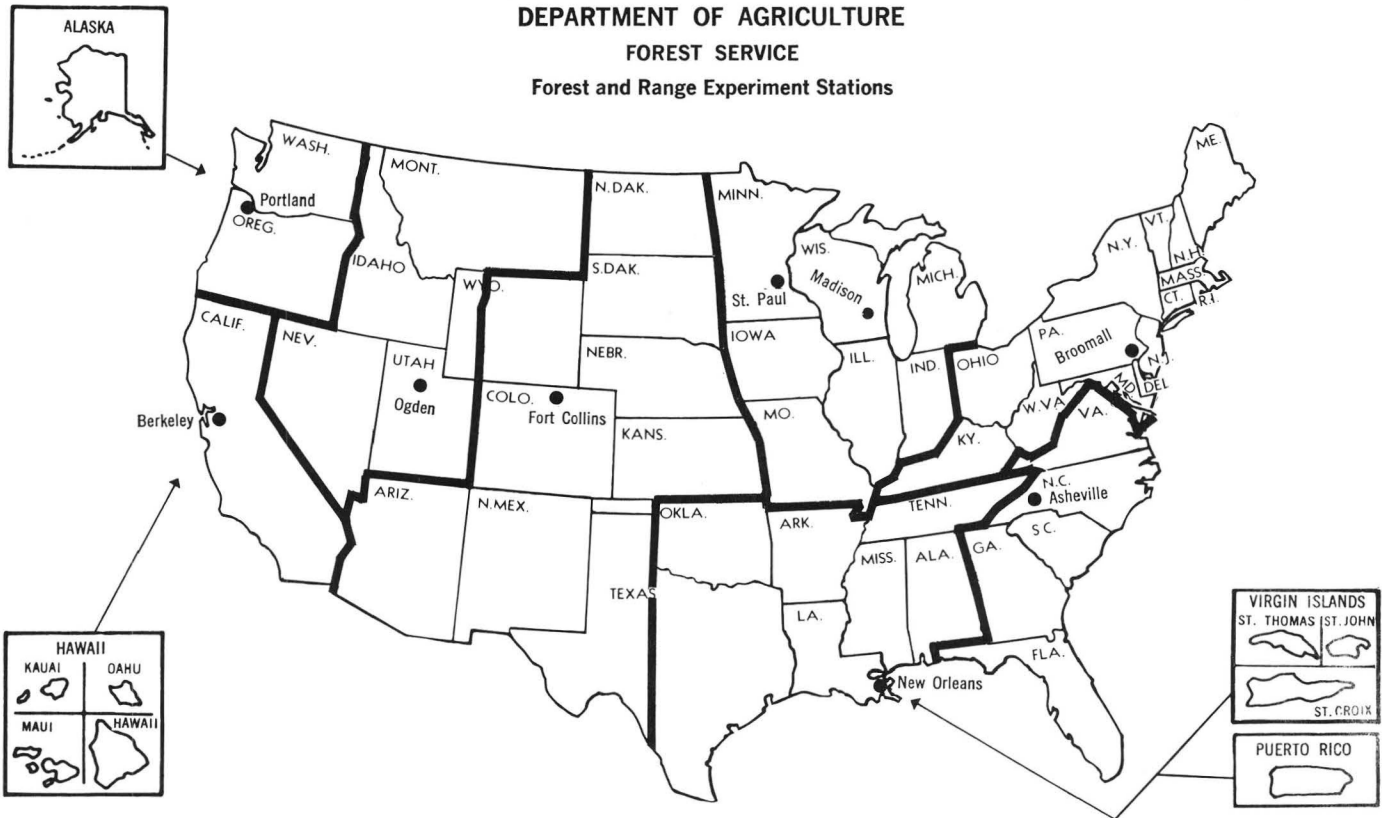 DEPARTMENT OF AGRICULTURE
FOREST SERVICE
Forest and Range Experiment Stations
ALASKA
WASH.
Portland
OREG.
MONT.
IDAHO
WYO.
N.DAK.
S.DAK.
NEBR.
MINN.
St. Paul
WIS.
Madison
MICH.
IOWA
ILL.
IND.
OHIO
ME.
VT.
N.H.
N.Y.
MASS.
CT.
R.I.
PA.
Broomall
N.J.
DEL
MD
W.VA
VA.
KY.
CALIF.
NEV.
UTAH
Ogden
COLO.
Fort Collins
KANS.
MO.
Berkeley
ARIZ.
N.MEX.
OKLA.
ARK.
TENN.
N.C.
Asheville
S.C.
MISS.
ALA.
GA.
TEXAS
LA.
New Orleans
FLA.
HAWAII
KAUAI
OAHU
MAUI
HAWAII
VIRGIN ISLANDS
ST. THOMAS
ST. JOHN
ST. CROIX
PUERTO RICO